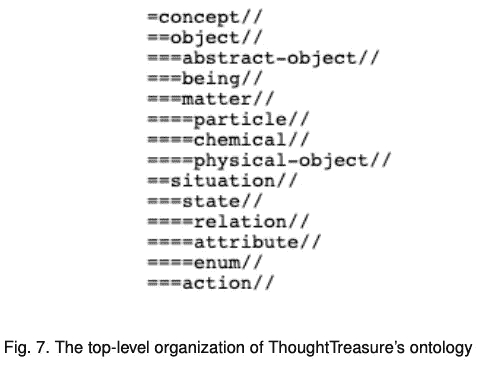 =concept//
==object//
===abstract-object//
===being//
===matter//
====particle//
====chemical//
====physical-object//
==situation//
===state//
====relation//
====attribute//
====enum//
===action//
Fig. 7. The top-level organization of ThoughtTreasure's ontology